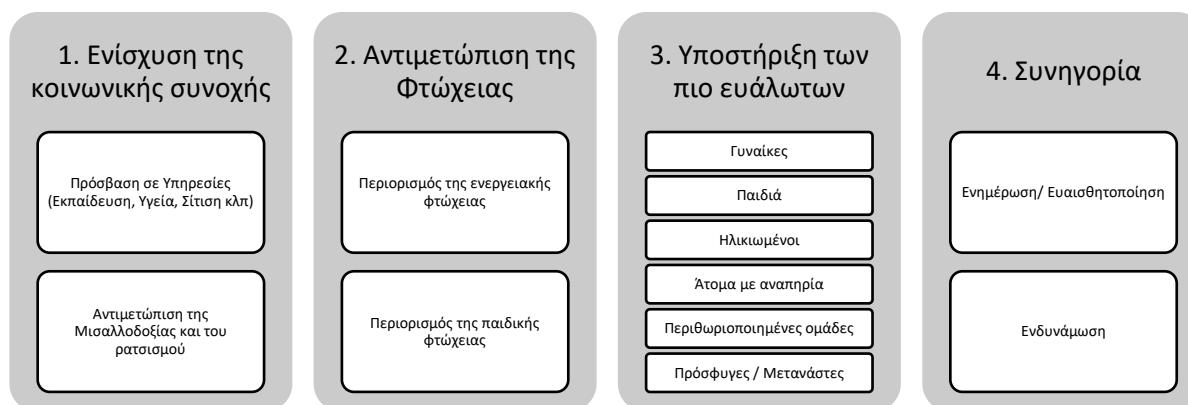 1. Ενίσχυση της
κοινωνικής συνοχής
Πρόσβαση σε Υπηρεσίες
(Εκπαίδευση, Υγεία, Σίτιση κλπ)
Αντιμετώπιση της
Μισαλλοδοξίας και του
ρατσισμού
2. Αντιμετώπιση της
Φτώχειας
Περιορισμός της ενεργειακής
φτώχειας
Περιορισμός της παιδικής
φτώχειας
3. Υποστήριξη των
πιο ευάλωτων
Γυναίκες
Παιδιά
Ηλικιωμένοι
Άτομα με αναπηρία
Περιθωριοποιημένες ομάδες
Πρόσφυγες / Μετανάστες
4. Συνηγορία
Ενημέρωση/ Ευαισθητοποίηση
Ενδυνάμωση